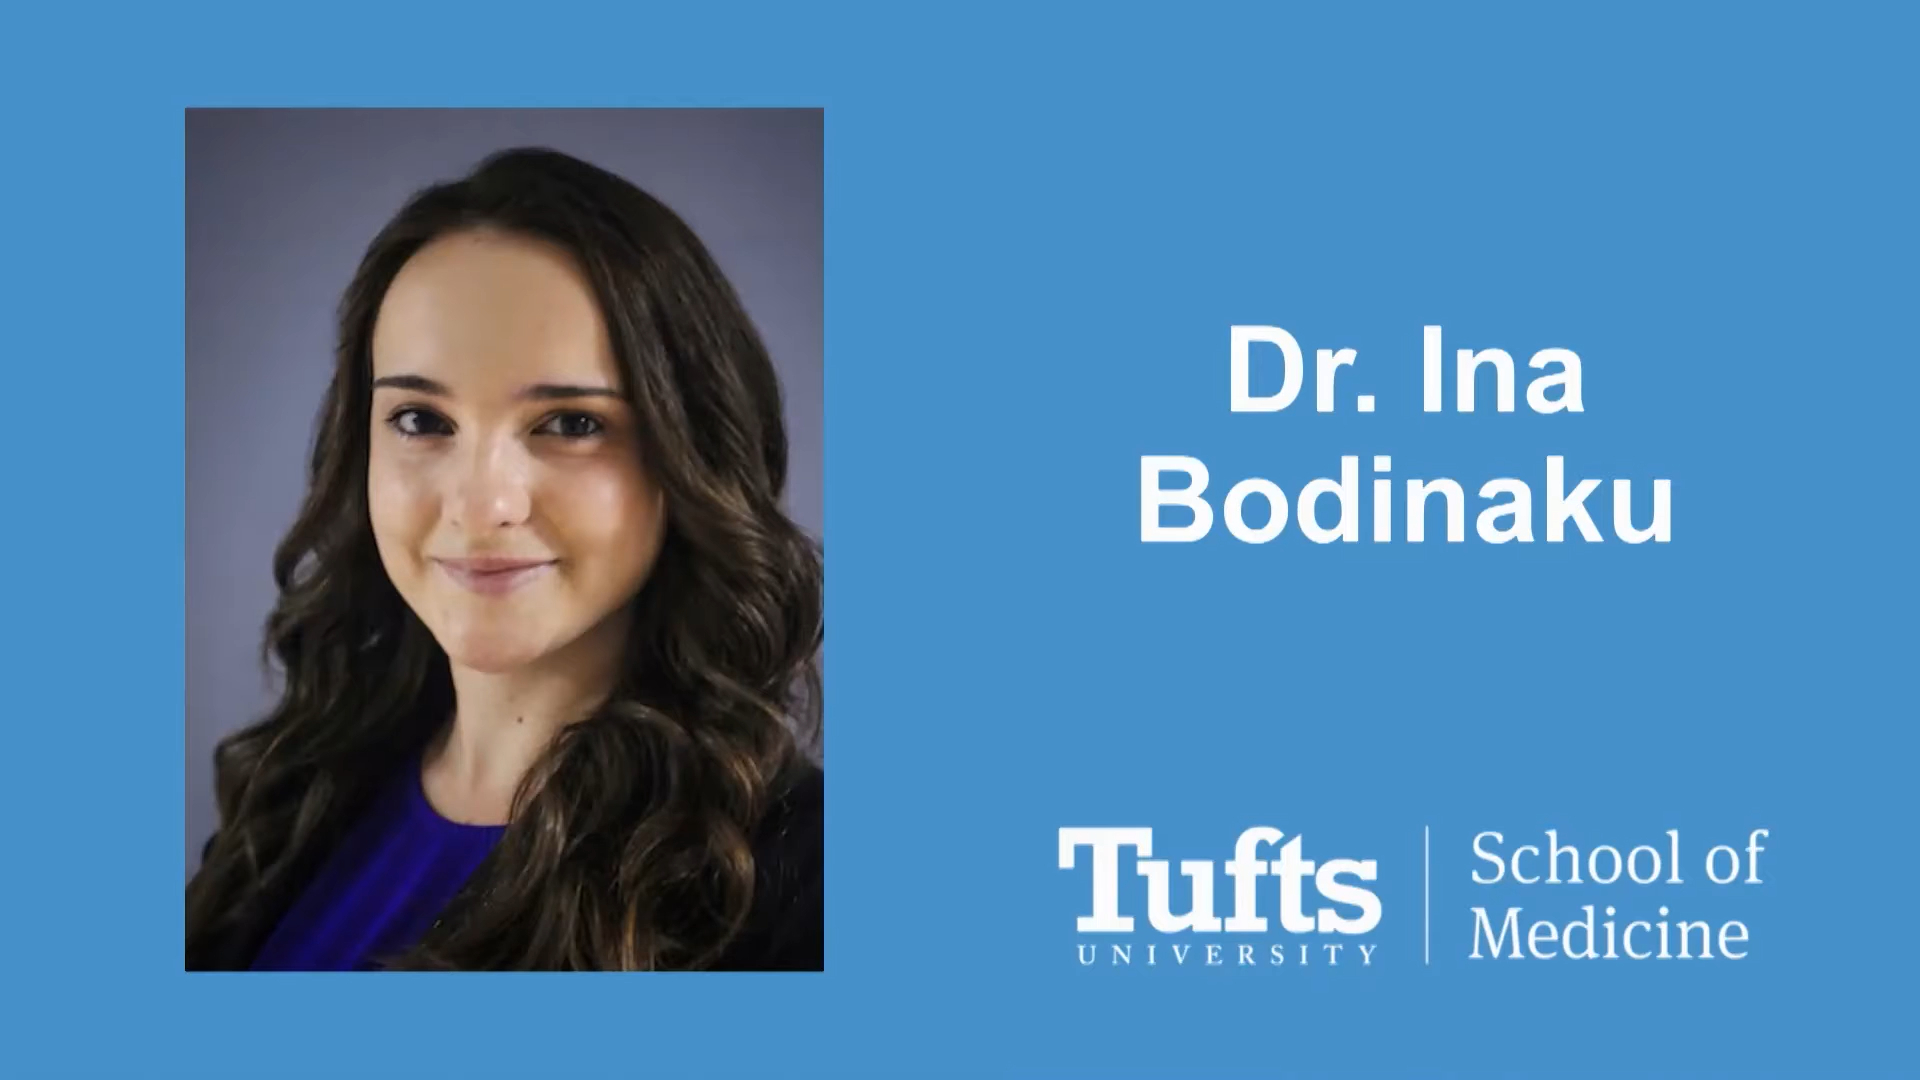 Dr. Ina
Bodinaku
Tufts
UNIVERSITY
School of
Medicine